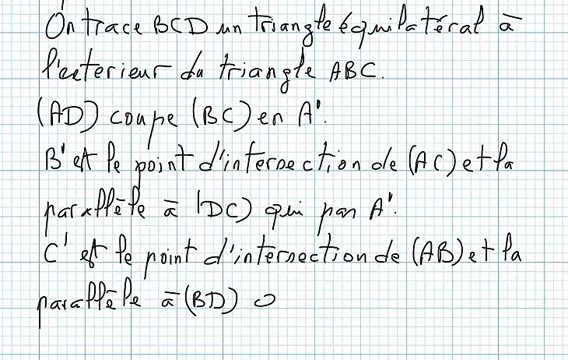 On trace BCD un triangle équilatéral à
l'exterieur du triangle ABC.
(AD) coupe (BC) en A'.
B' est le point d'intersection de (AC) et la
parallèle à (DC) qui par A'.
C' est le point d'intersection de (AB) et la
parallèle à (BD)